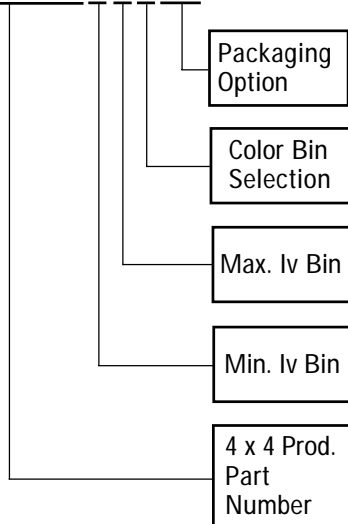 Packaging
Option
Color Bin
Selection
Max. Iv Bin
Min. Iv Bin
4 x 4 Prod.
Part
Number